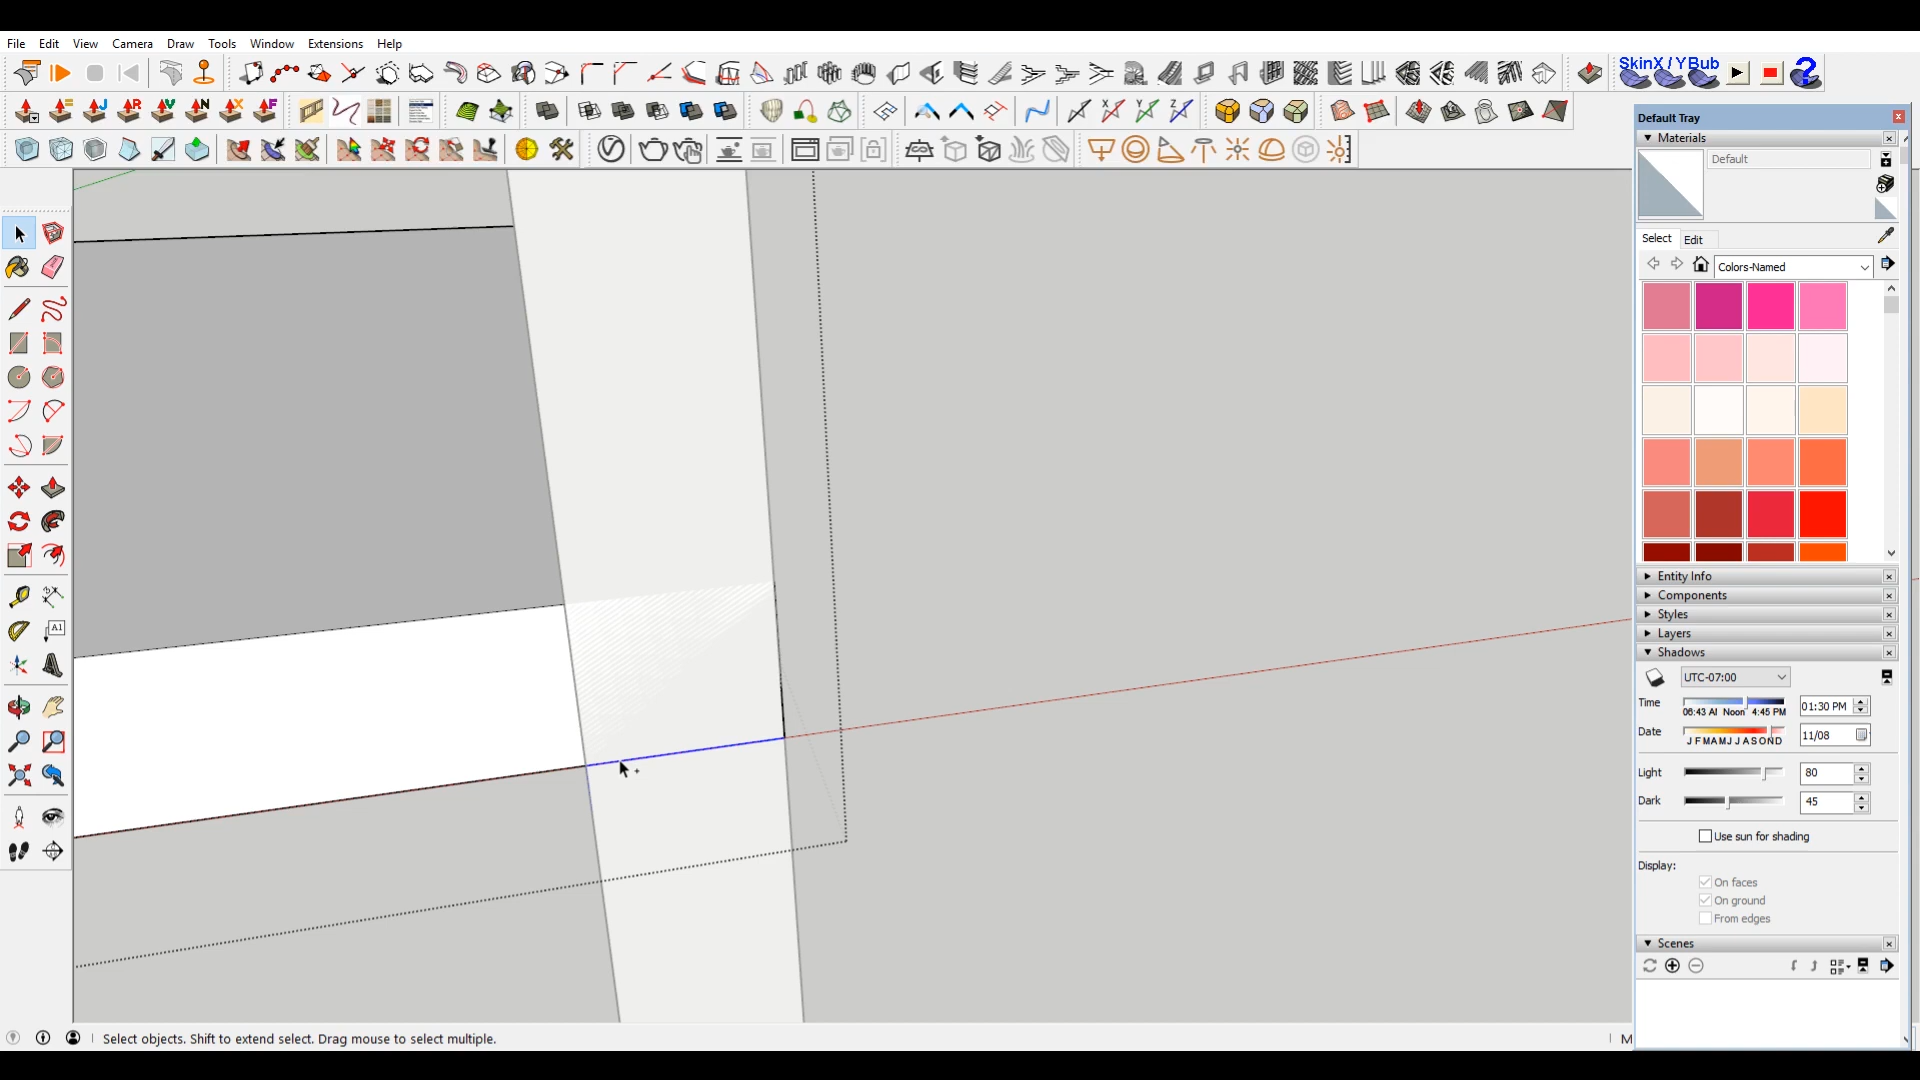 File Edit View Camera Draw Tools Window Extensions Help
SkinX / YBub
J R V N X F
Default Tray
Materials
Default
Select Edit
Colors-Named
X Y Z
A1
Entity Info
Components
Styles
Layers
Shadows
UTC-07:00
Time 06:43 AM Noon 4:45 PM 01:30 PM
Date J F M A M J J A S O N D 11/08
Light 80
Dark 45
Use sun for shading
Display:
On faces
On ground
From edges
Scenes
Select objects. Shift to extend select. Drag mouse to select multiple.
M